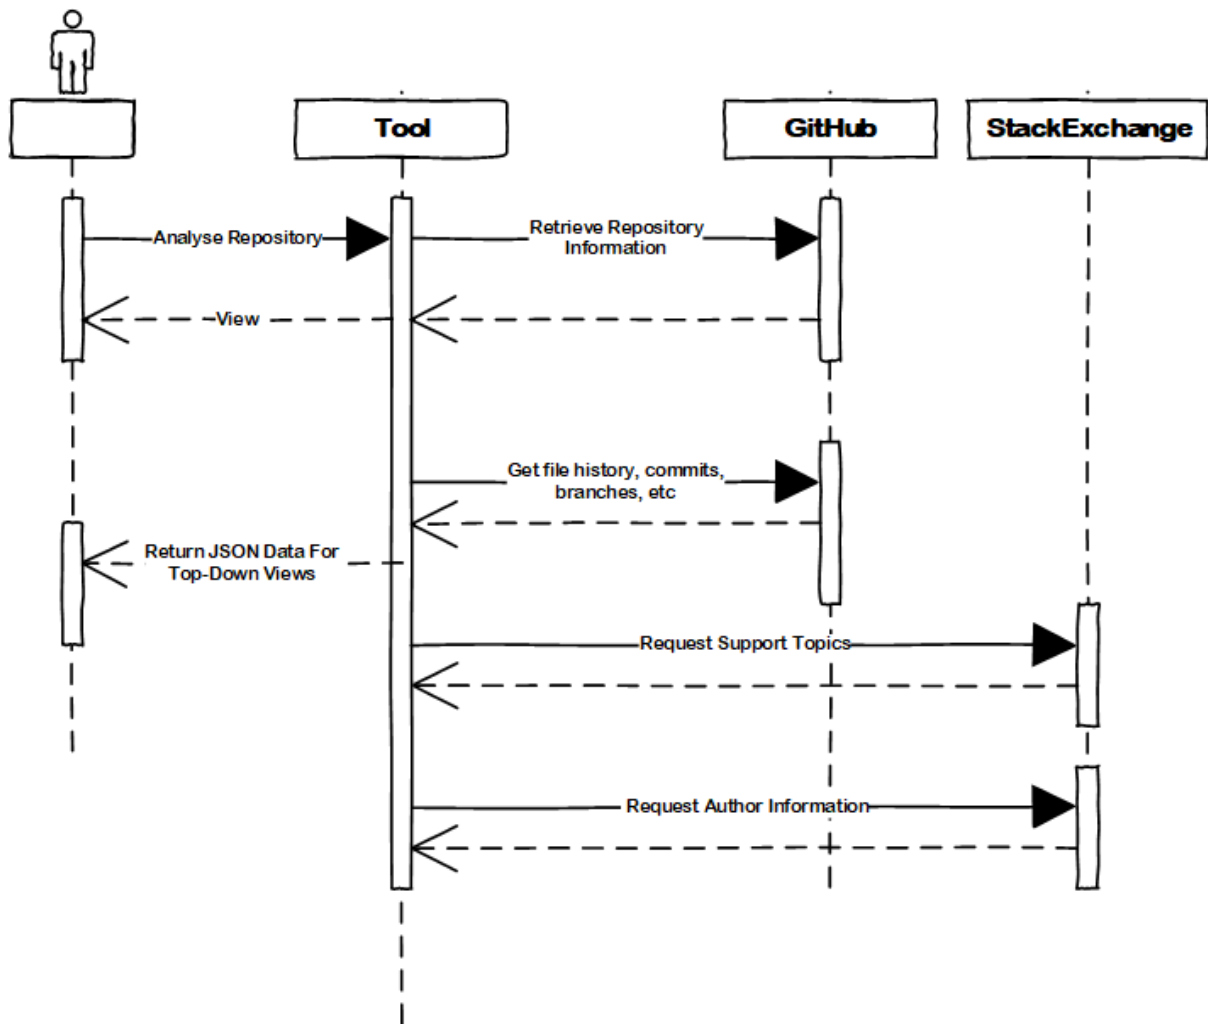 Tool
GitHub
StackExchange
Analyse Repository
Retrieve Repository
Information
View
Get file history, commits,
branches, etc
Return JSON Data For
Top-Down Views
Request Support Topics
Request Author Information